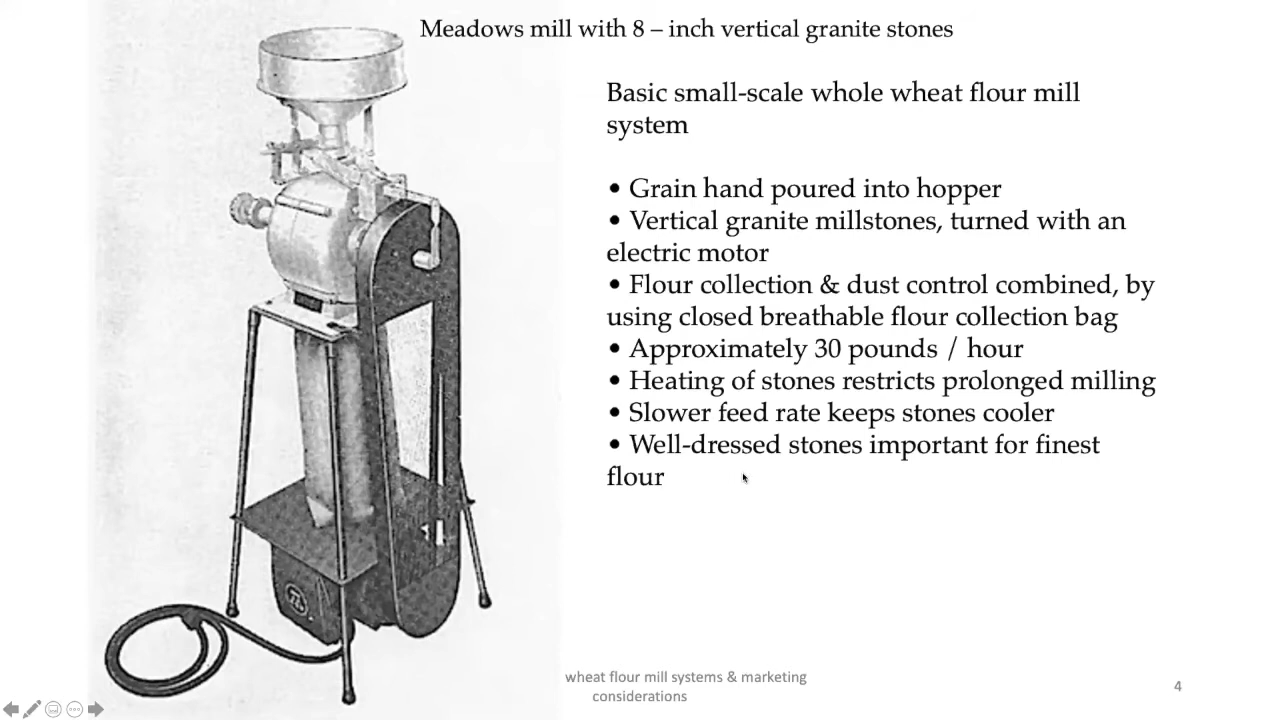 Meadows mill with 8 – inch vertical granite stones
Basic small-scale whole wheat flour mill
system
• Grain hand poured into hopper
• Vertical granite millstones, turned with an
electric motor
• Flour collection & dust control combined, by
using closed breathable flour collection bag
• Approximately 30 pounds / hour
• Heating of stones restricts prolonged milling
• Slower feed rate keeps stones cooler
• Well-dressed stones important for finest
flour
wheat flour mill systems & marketing
considerations
4